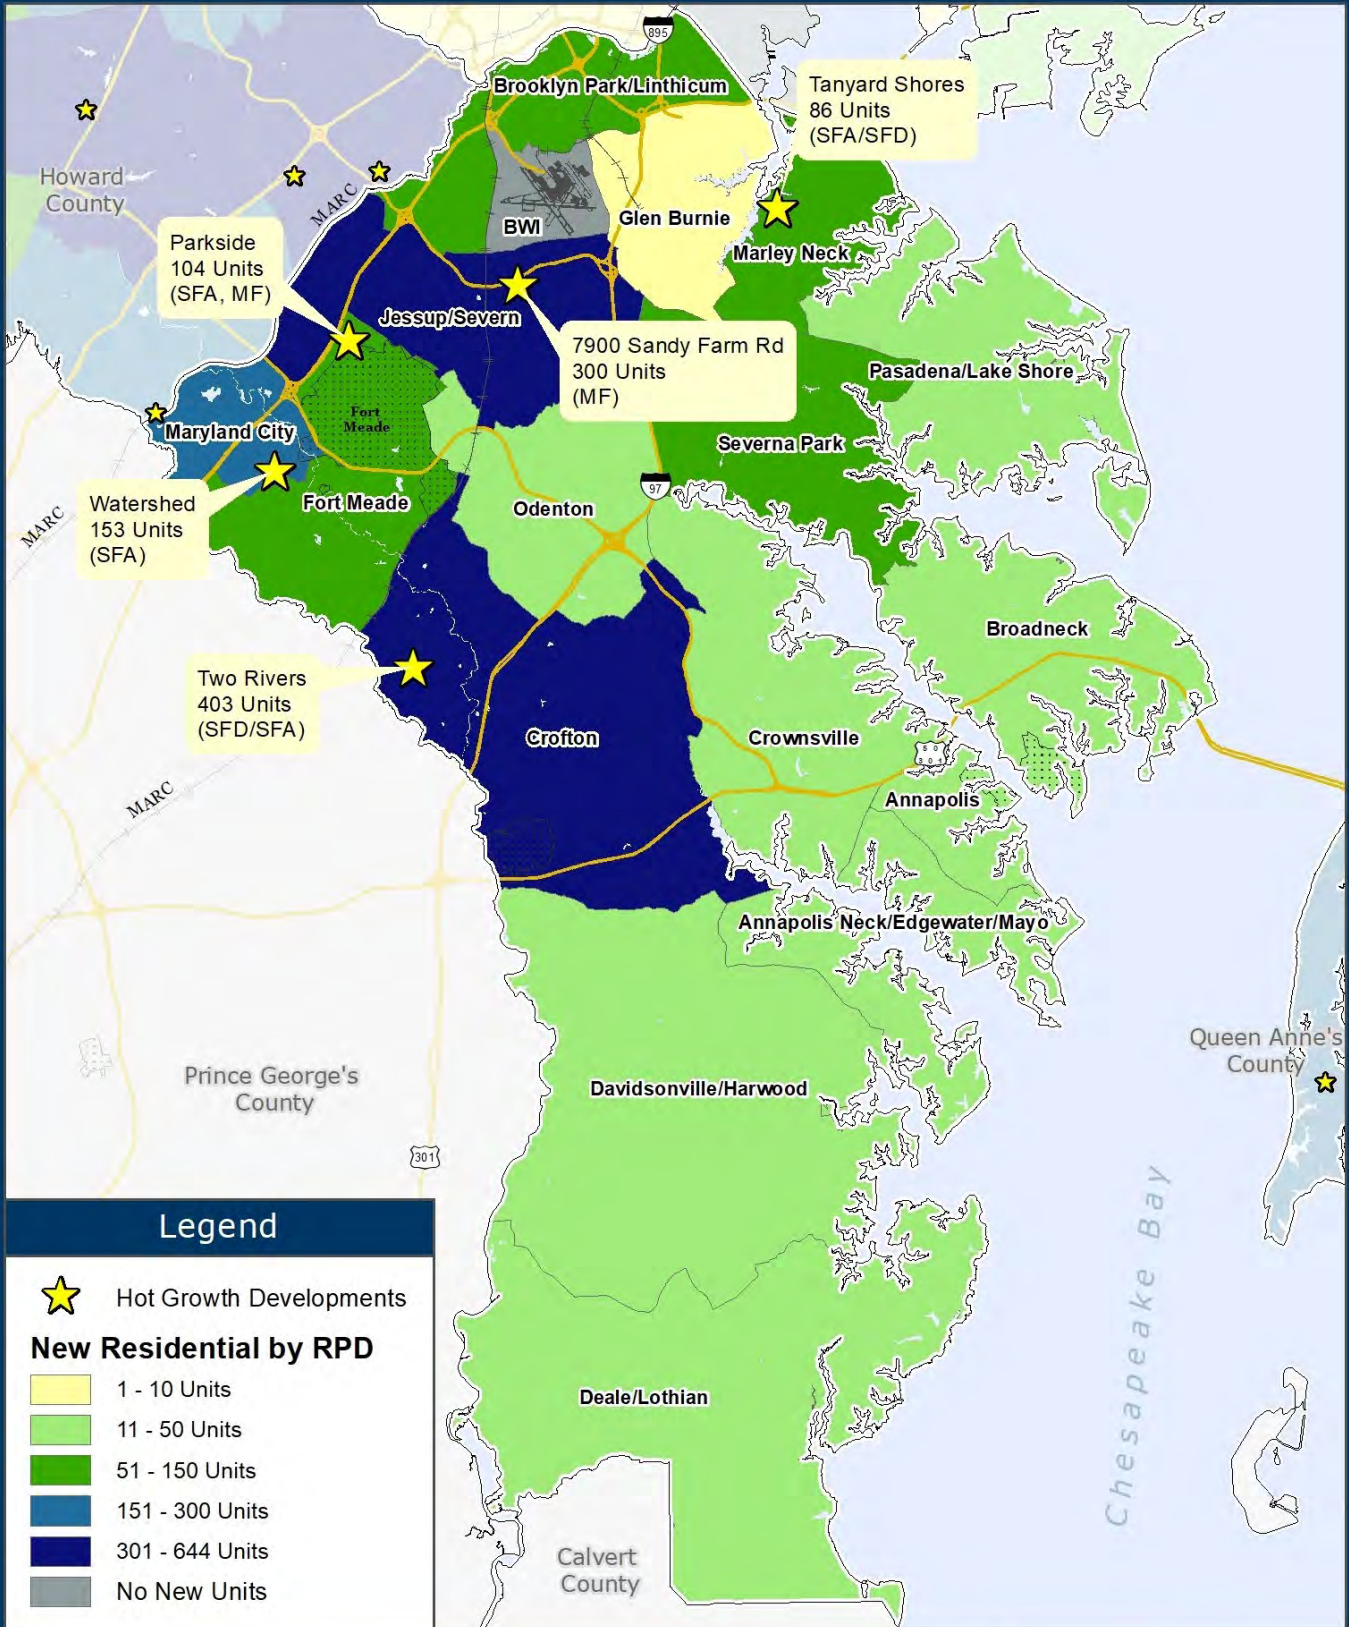 895
Brooklyn Park/Linthicum
Tanyard Shores
86 Units
(SFA/SFD)
Howard
County
MARC
BWI
Glen Burnie
Marley Neck
Parkside
104 Units
(SFA, MF)
Jessup/Severn
7900 Sandy Farm Rd
300 Units
(MF)
Pasadena/Lake Shore
Fort
Meade
Maryland City
Severna Park
Watershed
153 Units
(SFA)
MARC
Fort Meade
97
Odenton
Broadneck
Two Rivers
403 Units
(SFD/SFA)
Crofton
Crownsville
50
301
MARC
Annapolis
Annapolis Neck/Edgewater/Mayo
Queen Anne's
County
Prince George's
County
Davidsonville/Harwood
301
Chesapeake Bay
Deale/Lothian
Calvert
County
Legend
Hot Growth Developments
New Residential by RPD
1 - 10 Units
11 - 50 Units
51 - 150 Units
151 - 300 Units
301 - 644 Units
No New Units